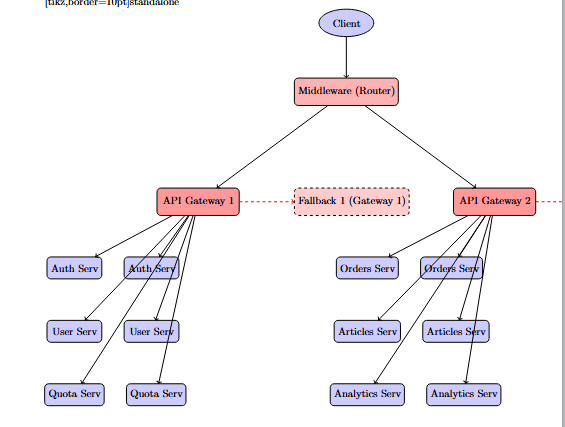 [tikz,border=10pt]standalone
Client
Middleware (Router)
API Gateway 1
Fallback 1 (Gateway 1)
API Gateway 2
Auth Serv
Auth Serv
Orders Serv
Orders Serv
User Serv
User Serv
Articles Serv
Articles Serv
Quota Serv
Quota Serv
Analytics Serv
Analytics Serv